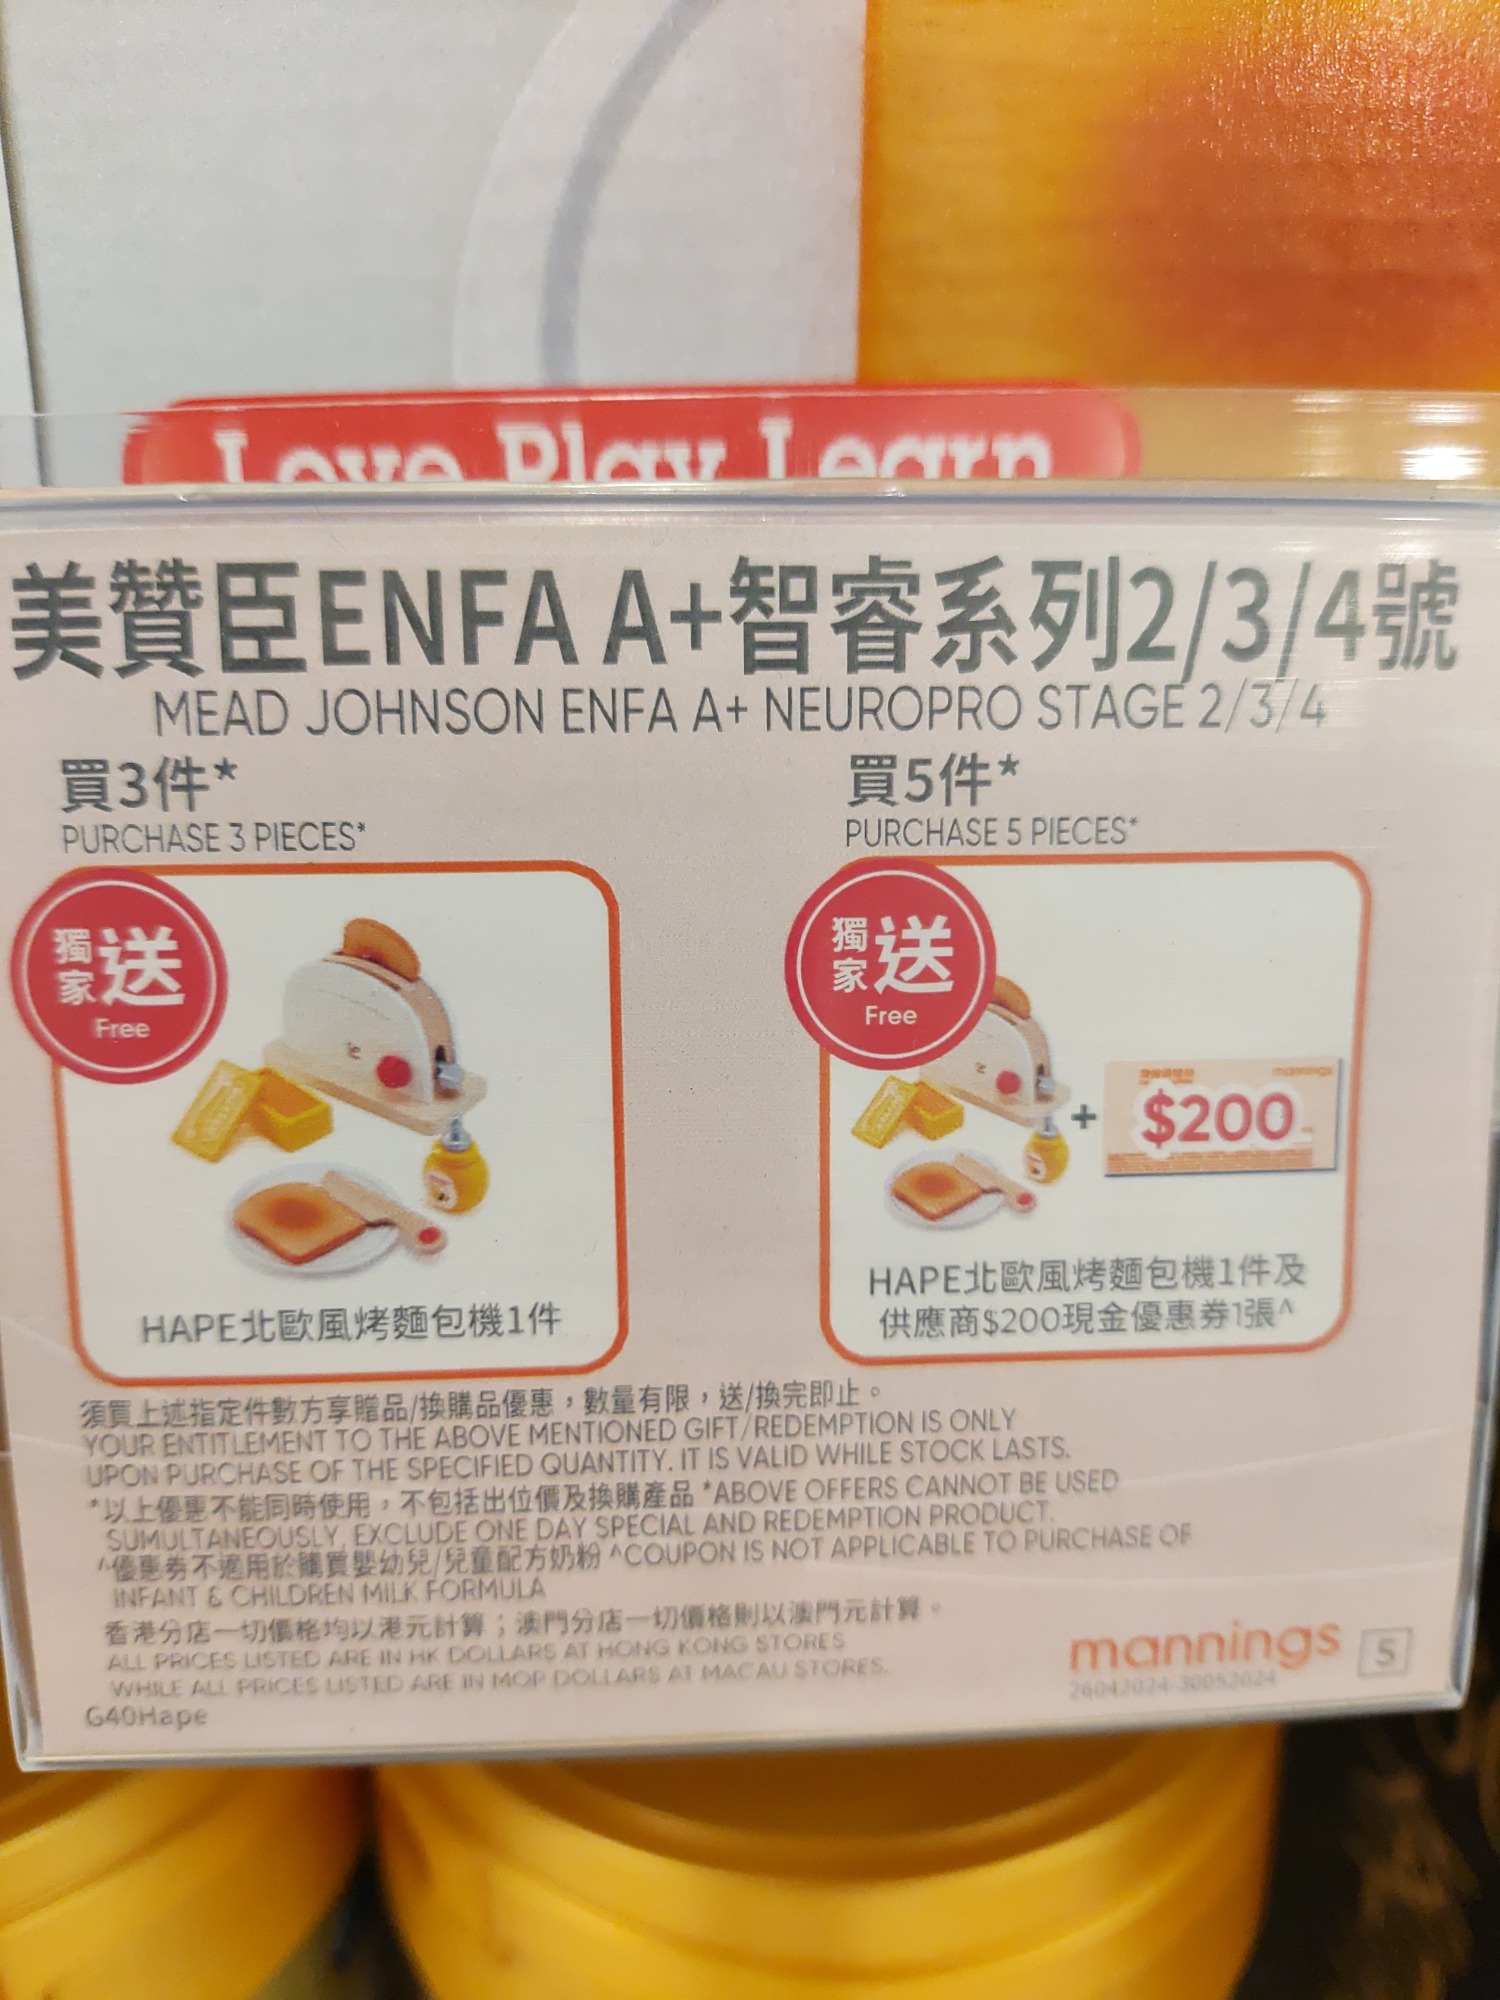 Love Play Learn
美贊臣ENFA A+智睿系列2/3/4號
MEAD JOHNSON ENFA A+ NEUROPRO STAGE 2/3/4
買3件*
PURCHASE 3 PIECES*
獨家送
Free
HAPE北歐風烤麵包機1件
買5件*
PURCHASE 5 PIECES*
獨家送
Free
+
mannings
$200
HAPE北歐風烤麵包機1件及
供應商$200現金優惠券1張^
須買上述指定件數方享贈品/換購品優惠，數量有限，送/換完即止。
YOUR ENTITLEMENT TO THE ABOVE MENTIONED GIFT/REDEMPTION IS ONLY
UPON PURCHASE OF THE SPECIFIED QUANTITY. IT IS VALID WHILE STOCK LASTS.
*以上優惠不能同時使用，不包括出位價及換購產品 *ABOVE OFFERS CANNOT BE USED
SUMULTANEOUSLY, EXCLUDE ONE DAY SPECIAL AND REDEMPTION PRODUCT.
^優惠券不適用於購買嬰幼兒/兒童配方奶粉 ^COUPON IS NOT APPLICABLE TO PURCHASE OF
INFANT & CHILDREN MILK FORMULA
香港分店一切價格均以港元計算；澳門分店一切價格則以澳門元計算。
ALL PRICES LISTED ARE IN HK DOLLARS AT HONG KONG STORES
WHILE ALL PRICES LISTED ARE IN MOP DOLLARS AT MACAU STORES.
G40Hape
mannings S
26042024-30052024